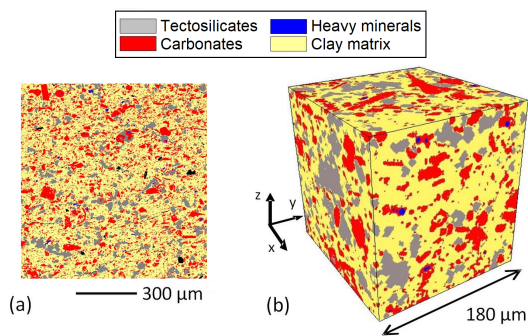 Tectosilicates Heavy minerals
Carbonates Clay matrix
z
y
x
(a)
300 µm
(b)
180 µm